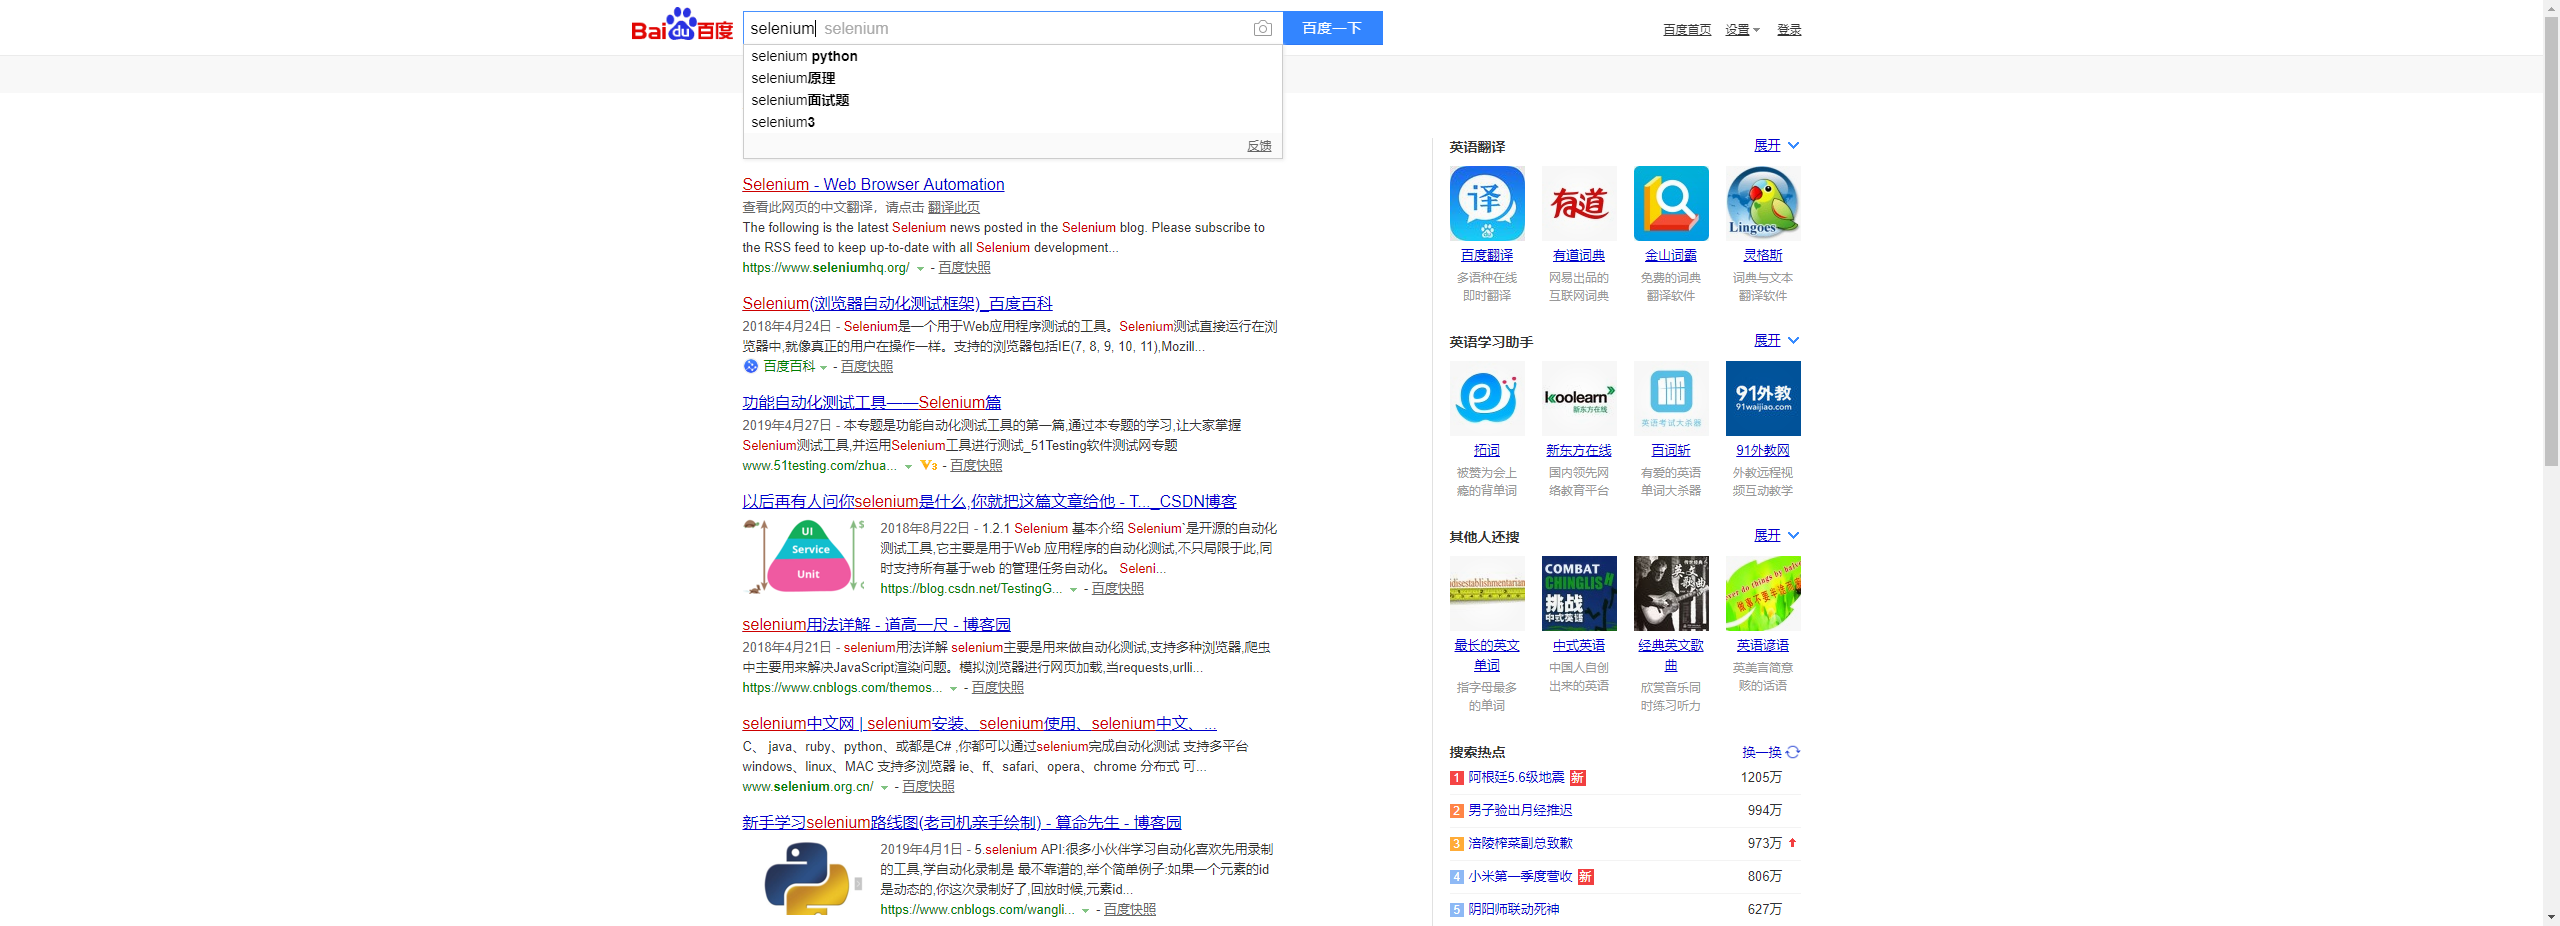 Bai du 百度
selenium selenium
百度一下
百度首页 设置 登录
selenium python
selenium原理
selenium面试题
selenium3
反馈
Selenium - Web Browser Automation
查看此网页的中文翻译，请点击 翻译此页
The following is the latest Selenium news posted in the Selenium blog. Please subscribe to
the RSS feed to keep up-to-date with all Selenium development...
https://www.seleniumhq.org/ - 百度快照
Selenium(浏览器自动化测试框架)_百度百科
2018年4月24日 - Selenium是一个用于Web应用程序测试的工具。Selenium测试直接运行在浏
览器中,就像真正的用户在操作一样。支持的浏览器包括IE(7, 8, 9, 10, 11),Mozill...
百度百科 - 百度快照
功能自动化测试工具——Selenium篇
2019年4月27日 - 本专题是功能自动化测试工具的第一篇,通过本专题的学习,让大家掌握
Selenium测试工具,并运用Selenium工具进行测试_51Testing软件测试网专题
www.51testing.com/zhua... V3 - 百度快照
以后再有人问你selenium是什么,你就把这篇文章给他 - T..._CSDN博客
UI
Service
Unit
2018年8月22日 - 1.2.1 Selenium 基本介绍 Selenium`是开源的自动化
测试工具,它主要是用于Web 应用程序的自动化测试,不只局限于此,同
时支持所有基于web 的管理任务自动化。 Seleni...
https://blog.csdn.net/TestingG... - 百度快照
selenium用法详解 - 道高一尺 - 博客园
2018年4月21日 - selenium用法详解 selenium主要是用来做自动化测试,支持多种浏览器,爬虫
中主要用来解决JavaScript渲染问题。模拟浏览器进行网页加载,当requests,urlli...
https://www.cnblogs.com/themos... - 百度快照
selenium中文网 | selenium安装、selenium使用、selenium中文、...
C、 java、ruby、python、或都是C# ,你都可以通过selenium完成自动化测试 支持多平台
windows、linux、MAC 支持多浏览器 ie、ff、safari、opera、chrome 分布式 可...
www.selenium.org.cn/ - 百度快照
新手学习selenium路线图(老司机亲手绘制) - 算命先生 - 博客园
2019年4月1日 - 5.selenium API:很多小伙伴学习自动化喜欢先用录制
的工具,学自动化录制是 最不靠谱的,举个简单例子:如果一个元素的id
是动态的,你这次录制好了,回放时候,元素id...
https://www.cnblogs.com/wangli... - 百度快照
英语翻译 展开
译 有道 Lingoes
百度翻译 有道词典 金山词霸 灵格斯
多语种在线 网易出品的 免费的词典 词典与文本
即时翻译 互联网词典 翻译软件 翻译软件
英语学习助手 展开
koolearn 新东方在线
英语考试大杀器
91外教
91waijiao.com
拓词 新东方在线 百词斩 91外教网
被赞为会上 国内领先网 有爱的英语 外教远程视
瘾的背单词 络教育平台 单词大杀器 频互动教学
其他人还搜 展开
idisestablishmentarian
COMBAT
CHINGLISH
挑战
中式英语
英文歌曲
ever do things by halve
做事不要半途而
最长的英文 中式英语 经典英文歌 英语谚语
单词 曲
指字母最多 中国人自创 欣赏音乐同 英美言简意
的单词 出来的英语 时练习听力 赅的话语
搜索热点 换一换
1 阿根廷5.6级地震 新 1205万
2 男子验出月经推迟 994万
3 涪陵榨菜副总致歉 973万
4 小米第一季度营收 新 806万
5 阴阳师联动死神 627万